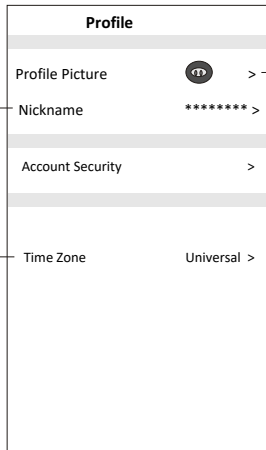 Profile
Profile Picture >
Nickname ******** >
Account Security >
Time Zone Universal >